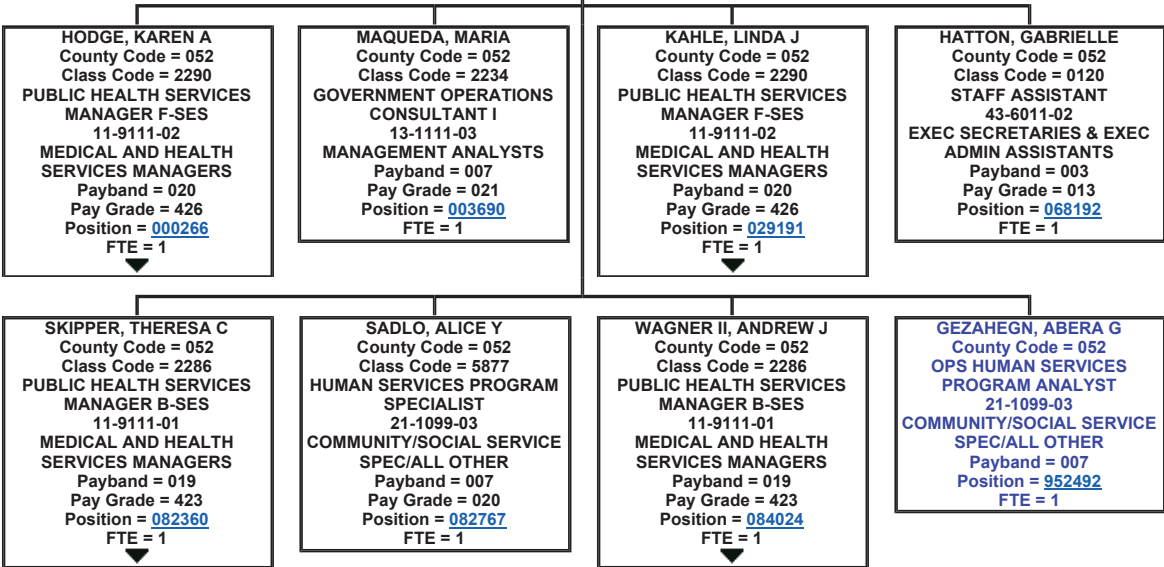 HODGE, KAREN A
County Code = 052
Class Code = 2290
PUBLIC HEALTH SERVICES
MANAGER F-SES
11-9111-02
MEDICAL AND HEALTH
SERVICES MANAGERS
Payband = 020
Pay Grade = 426
Position = 000266
FTE = 1
MAQUEDA, MARIA
County Code = 052
Class Code = 2234
GOVERNMENT OPERATIONS
CONSULTANT I
13-1111-03
MANAGEMENT ANALYSTS
Payband = 007
Pay Grade = 021
Position = 003690
FTE = 1
KAHLE, LINDA J
County Code = 052
Class Code = 2290
PUBLIC HEALTH SERVICES
MANAGER F-SES
11-9111-02
MEDICAL AND HEALTH
SERVICES MANAGERS
Payband = 020
Pay Grade = 426
Position = 029191
FTE = 1
HATTON, GABRIELLE
County Code = 052
Class Code = 0120
STAFF ASSISTANT
43-6011-02
EXEC SECRETARIES & EXEC
ADMIN ASSISTANTS
Payband = 003
Pay Grade = 013
Position = 068192
FTE = 1
SKIPPER, THERESA C
County Code = 052
Class Code = 2286
PUBLIC HEALTH SERVICES
MANAGER B-SES
11-9111-01
MEDICAL AND HEALTH
SERVICES MANAGERS
Payband = 019
Pay Grade = 423
Position = 082360
FTE = 1
SADLO, ALICE Y
County Code = 052
Class Code = 5877
HUMAN SERVICES PROGRAM
SPECIALIST
21-1099-03
COMMUNITY/SOCIAL SERVICE
SPEC/ALL OTHER
Payband = 007
Pay Grade = 020
Position = 082767
FTE = 1
WAGNER II, ANDREW J
County Code = 052
Class Code = 2286
PUBLIC HEALTH SERVICES
MANAGER B-SES
11-9111-01
MEDICAL AND HEALTH
SERVICES MANAGERS
Payband = 019
Pay Grade = 423
Position = 084024
FTE = 1
GEZAHEGN, ABERA G
County Code = 052
OPS HUMAN SERVICES
PROGRAM ANALYST
21-1099-03
COMMUNITY/SOCIAL SERVICE
SPEC/ALL OTHER
Payband = 007
Position = 952492
FTE = 1